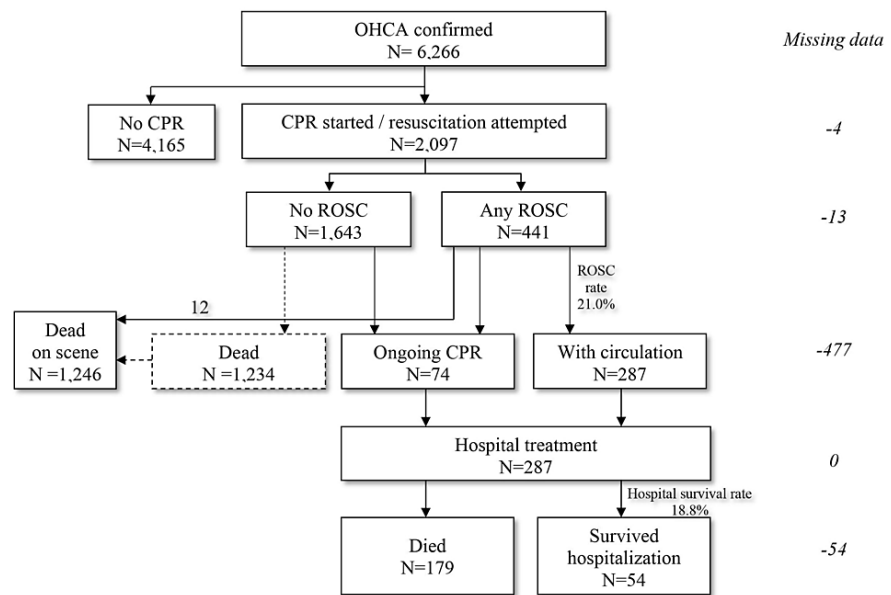 OHCA confirmed
N= 6,266
Missing data
No CPR
N=4,165
CPR started / resuscitation attempted
N=2,097
-4
No ROSC
N=1,643
Any ROSC
N=441
-13
ROSC
rate
21.0%
12
Dead
on scene
N =1,246
Dead
N =1,234
Ongoing CPR
N=74
With circulation
N=287
-477
Hospital treatment
N=287
0
Hospital survival rate
18.8%
Died
N=179
Survived
hospitalization
N=54
-54